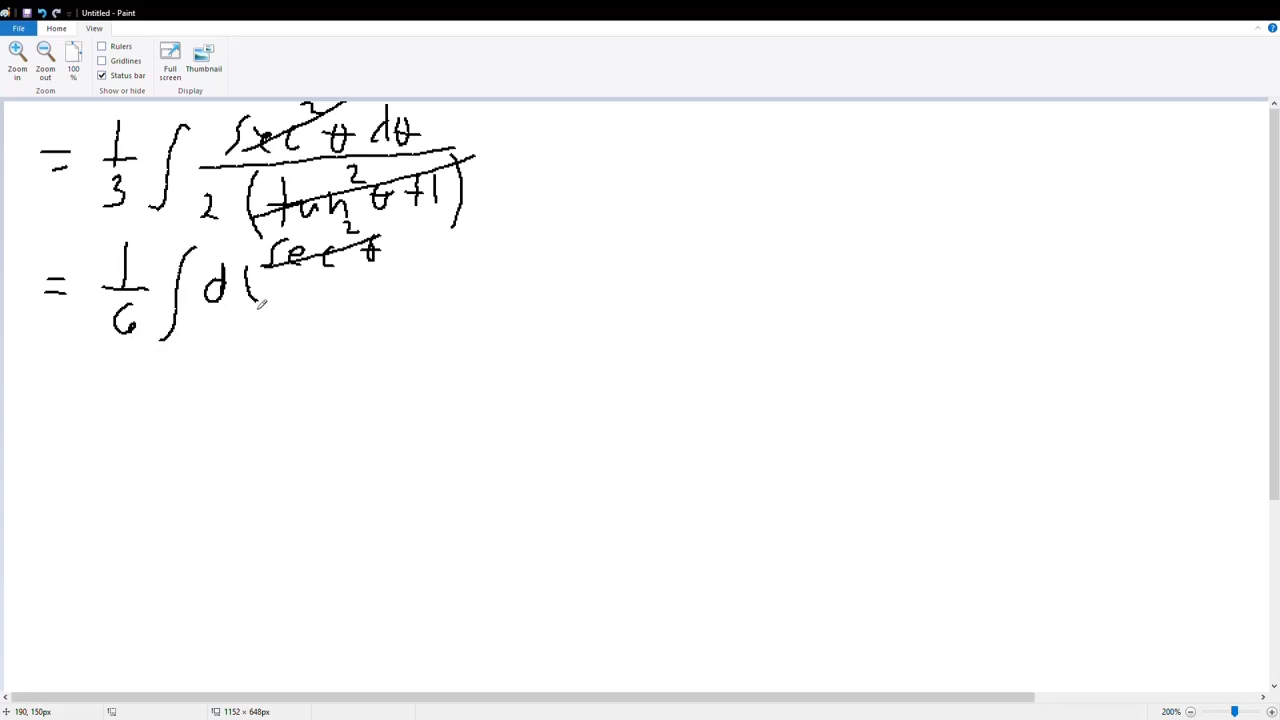 Untitled - Paint
File Home View
Zoom in
Zoom out
100 %
Rulers
Gridlines
Status bar
Full screen
Thumbnail
Zoom
Show or hide
Display
= 1/3 ∫ sec²θ dθ / 2 (tan²θ+1)
sec²θ
= 1/6 ∫ d (
190, 150px
1152 × 648px
200%